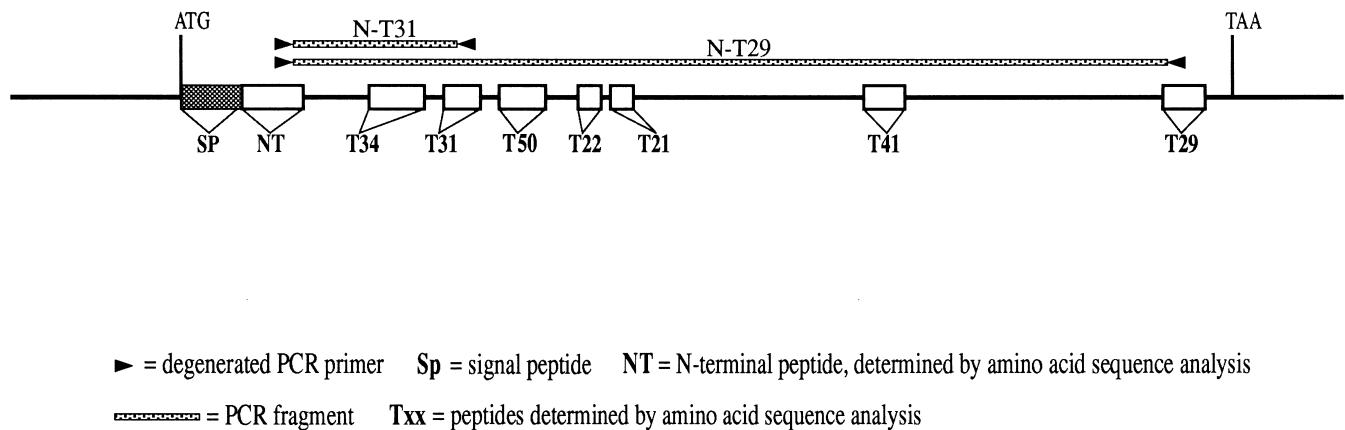 ATG
TAA
N-T31
N-T29
SP NT T34 T31 T50 T22 T21 T41 T29
► = degenerated PCR primer Sp = signal peptide NT = N-terminal peptide, determined by amino acid sequence analysis
= PCR fragment Txx = peptides determined by amino acid sequence analysis